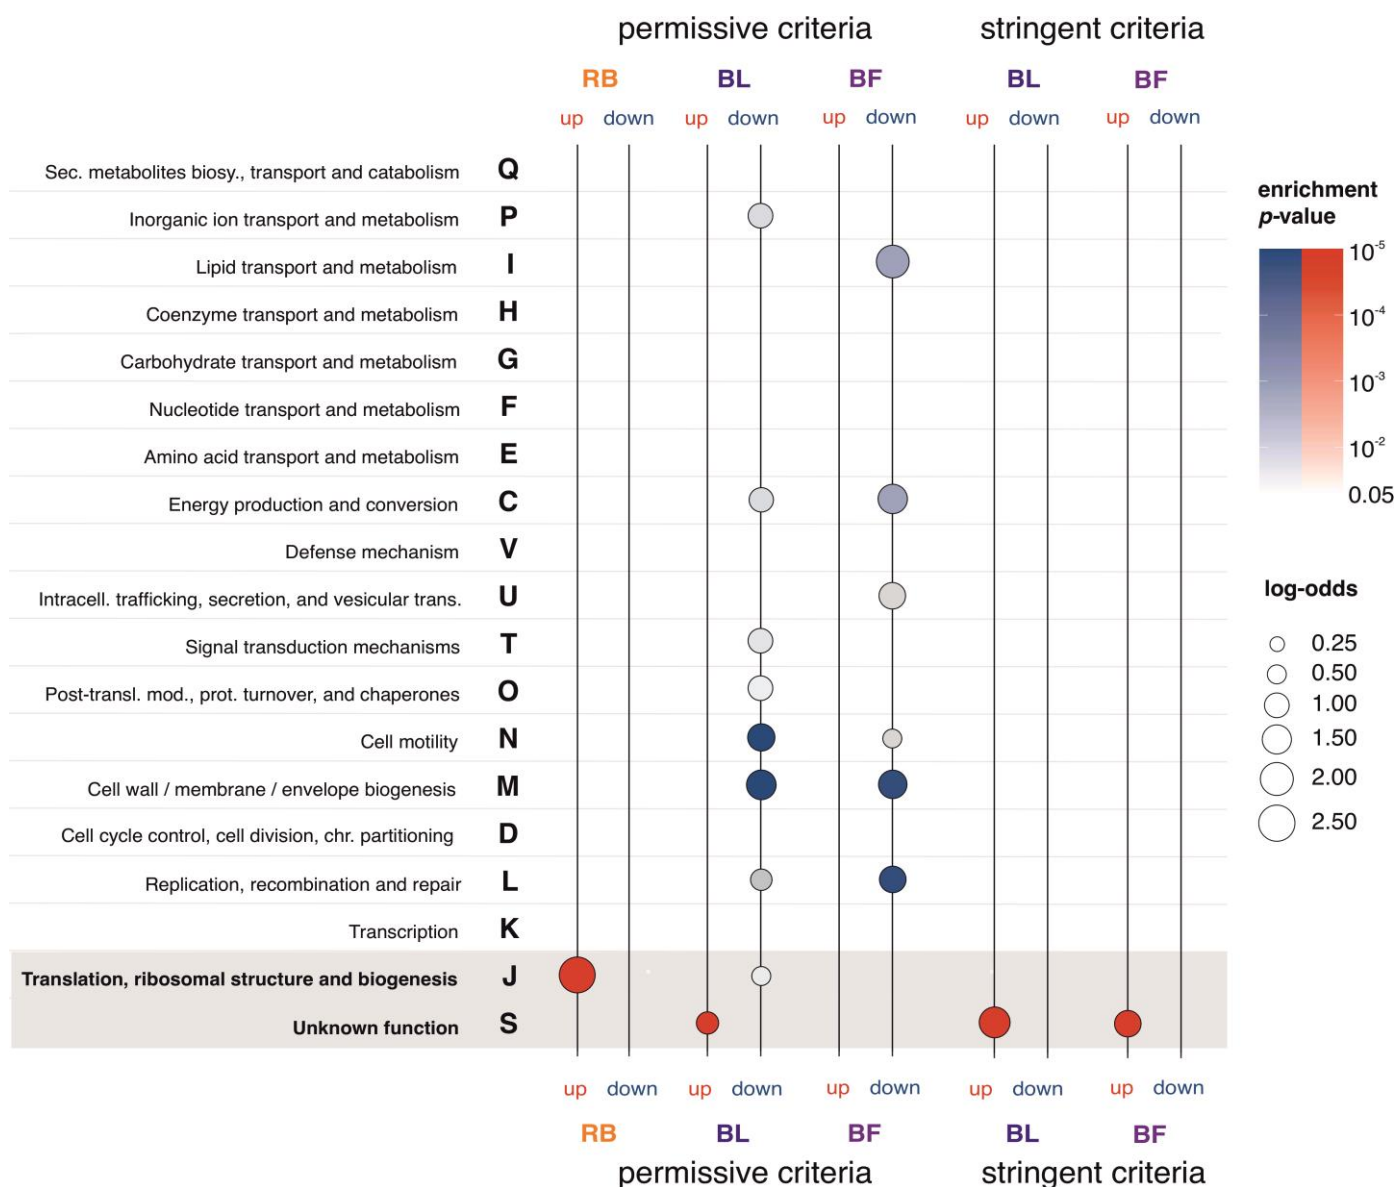 permissive criteria stringent criteria
RB BL BF BL BF
up down up down up down up down up down
Sec. metabolites biosy., transport and catabolism Q
Inorganic ion transport and metabolism P
Lipid transport and metabolism I
Coenzyme transport and metabolism H
Carbohydrate transport and metabolism G
Nucleotide transport and metabolism F
Amino acid transport and metabolism E
Energy production and conversion C
Defense mechanism V
Intracell. trafficking, secretion, and vesicular trans. U
Signal transduction mechanisms T
Post-transl. mod., prot. turnover, and chaperones O
Cell motility N
Cell wall / membrane / envelope biogenesis M
Cell cycle control, cell division, chr. partitioning D
Replication, recombination and repair L
Transcription K
Translation, ribosomal structure and biogenesis J
Unknown function S
up down up down up down up down up down
RB BL BF BL BF
permissive criteria stringent criteria
enrichment
p-value
10⁻⁵
10⁻⁴
10⁻³
10⁻²
0.05
log-odds
0.25
0.50
1.00
1.50
2.00
2.50